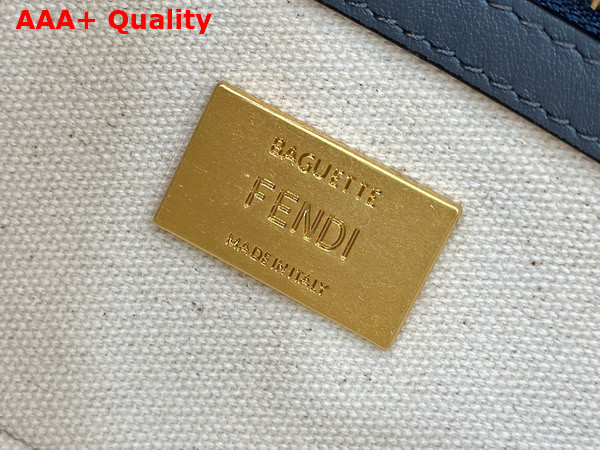 AAA+ Quality
BAGUETTE
FENDI
MADE IN ITALY